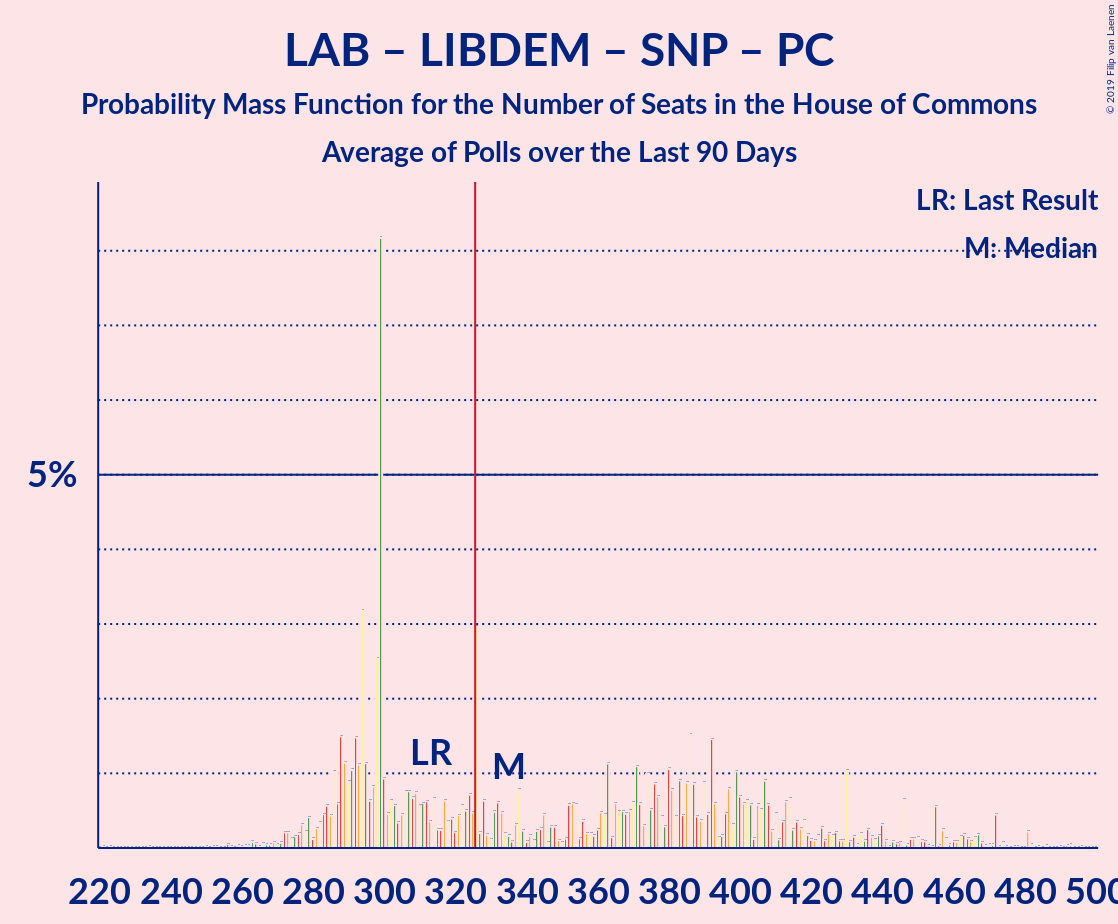 LAB – LIBDEM – SNP – PC
Probability Mass Function for the Number of Seats in the House of Commons
Average of Polls over the Last 90 Days
© 2019 Filip van Laenen
LR: Last Result
M: Median
5%
LR
M
220 240 260 280 300 320 340 360 380 400 420 440 460 480 500